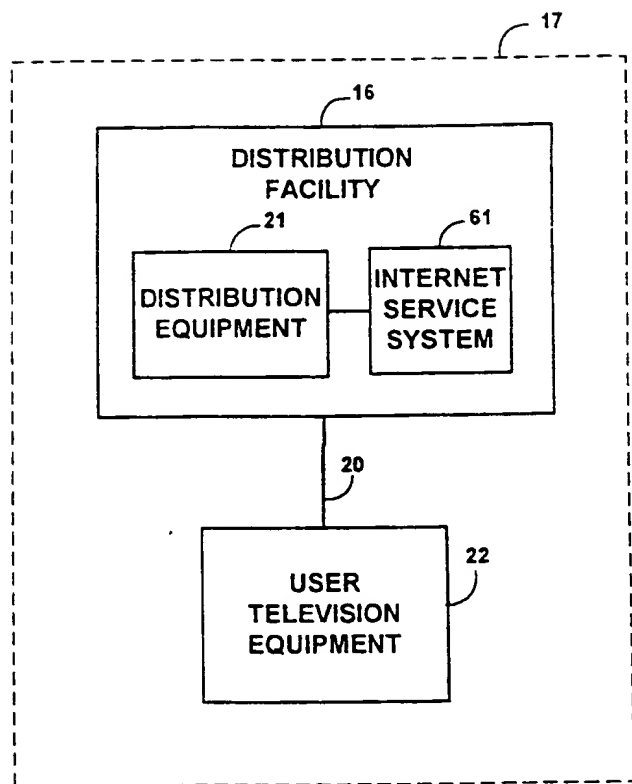 17
16
DISTRIBUTION
FACILITY
21
61
DISTRIBUTION
EQUIPMENT
INTERNET
SERVICE
SYSTEM
20
22
USER
TELEVISION
EQUIPMENT